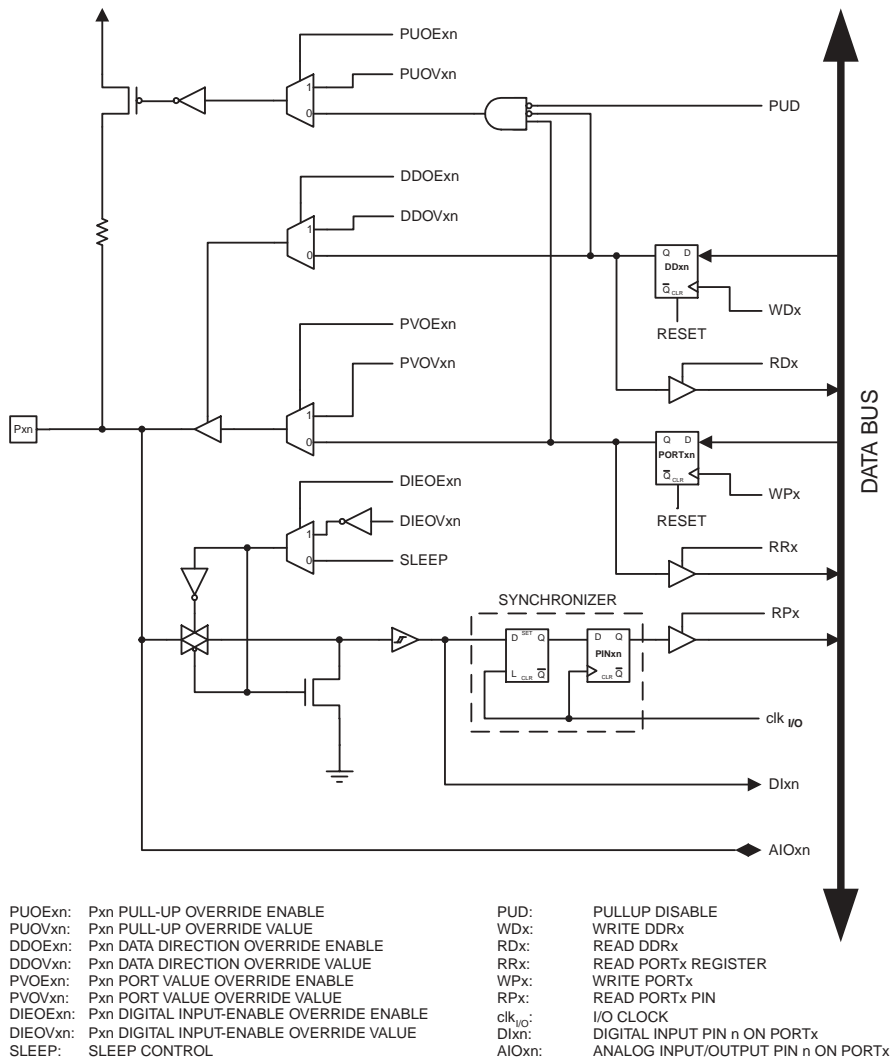 PUOExn
PUOVxn
1
0
PUD
DDOExn
DDOVxn
1
0
Q D
DDxn
Q CLR
WDx
RESET
RDx
PVOExn
PVOVxn
1
0
Pxn
Q D
PORTxn
Q CLR
WPx
RESET
RRx
DATA BUS
DIEOExn
DIEOVxn
1
0
SLEEP
SYNCHRONIZER
D SET Q
L CLR Q
D Q
PINxn
CLR Q
RPx
clk I/O
DIxn
AIOxn
PUOExn: Pxn PULL-UP OVERRIDE ENABLE
PUOVxn: Pxn PULL-UP OVERRIDE VALUE
DDOExn: Pxn DATA DIRECTION OVERRIDE ENABLE
DDOVxn: Pxn DATA DIRECTION OVERRIDE VALUE
PVOExn: Pxn PORT VALUE OVERRIDE ENABLE
PVOVxn: Pxn PORT VALUE OVERRIDE VALUE
DIEOExn: Pxn DIGITAL INPUT-ENABLE OVERRIDE ENABLE
DIEOVxn: Pxn DIGITAL INPUT-ENABLE OVERRIDE VALUE
SLEEP: SLEEP CONTROL
PUD: PULLUP DISABLE
WDx: WRITE DDRx
RDx: READ DDRx
RRx: READ PORTx REGISTER
WPx: WRITE PORTx
RPx: READ PORTx PIN
clkI/O: I/O CLOCK
DIxn: DIGITAL INPUT PIN n ON PORTx
AIOxn: ANALOG INPUT/OUTPUT PIN n ON PORTx